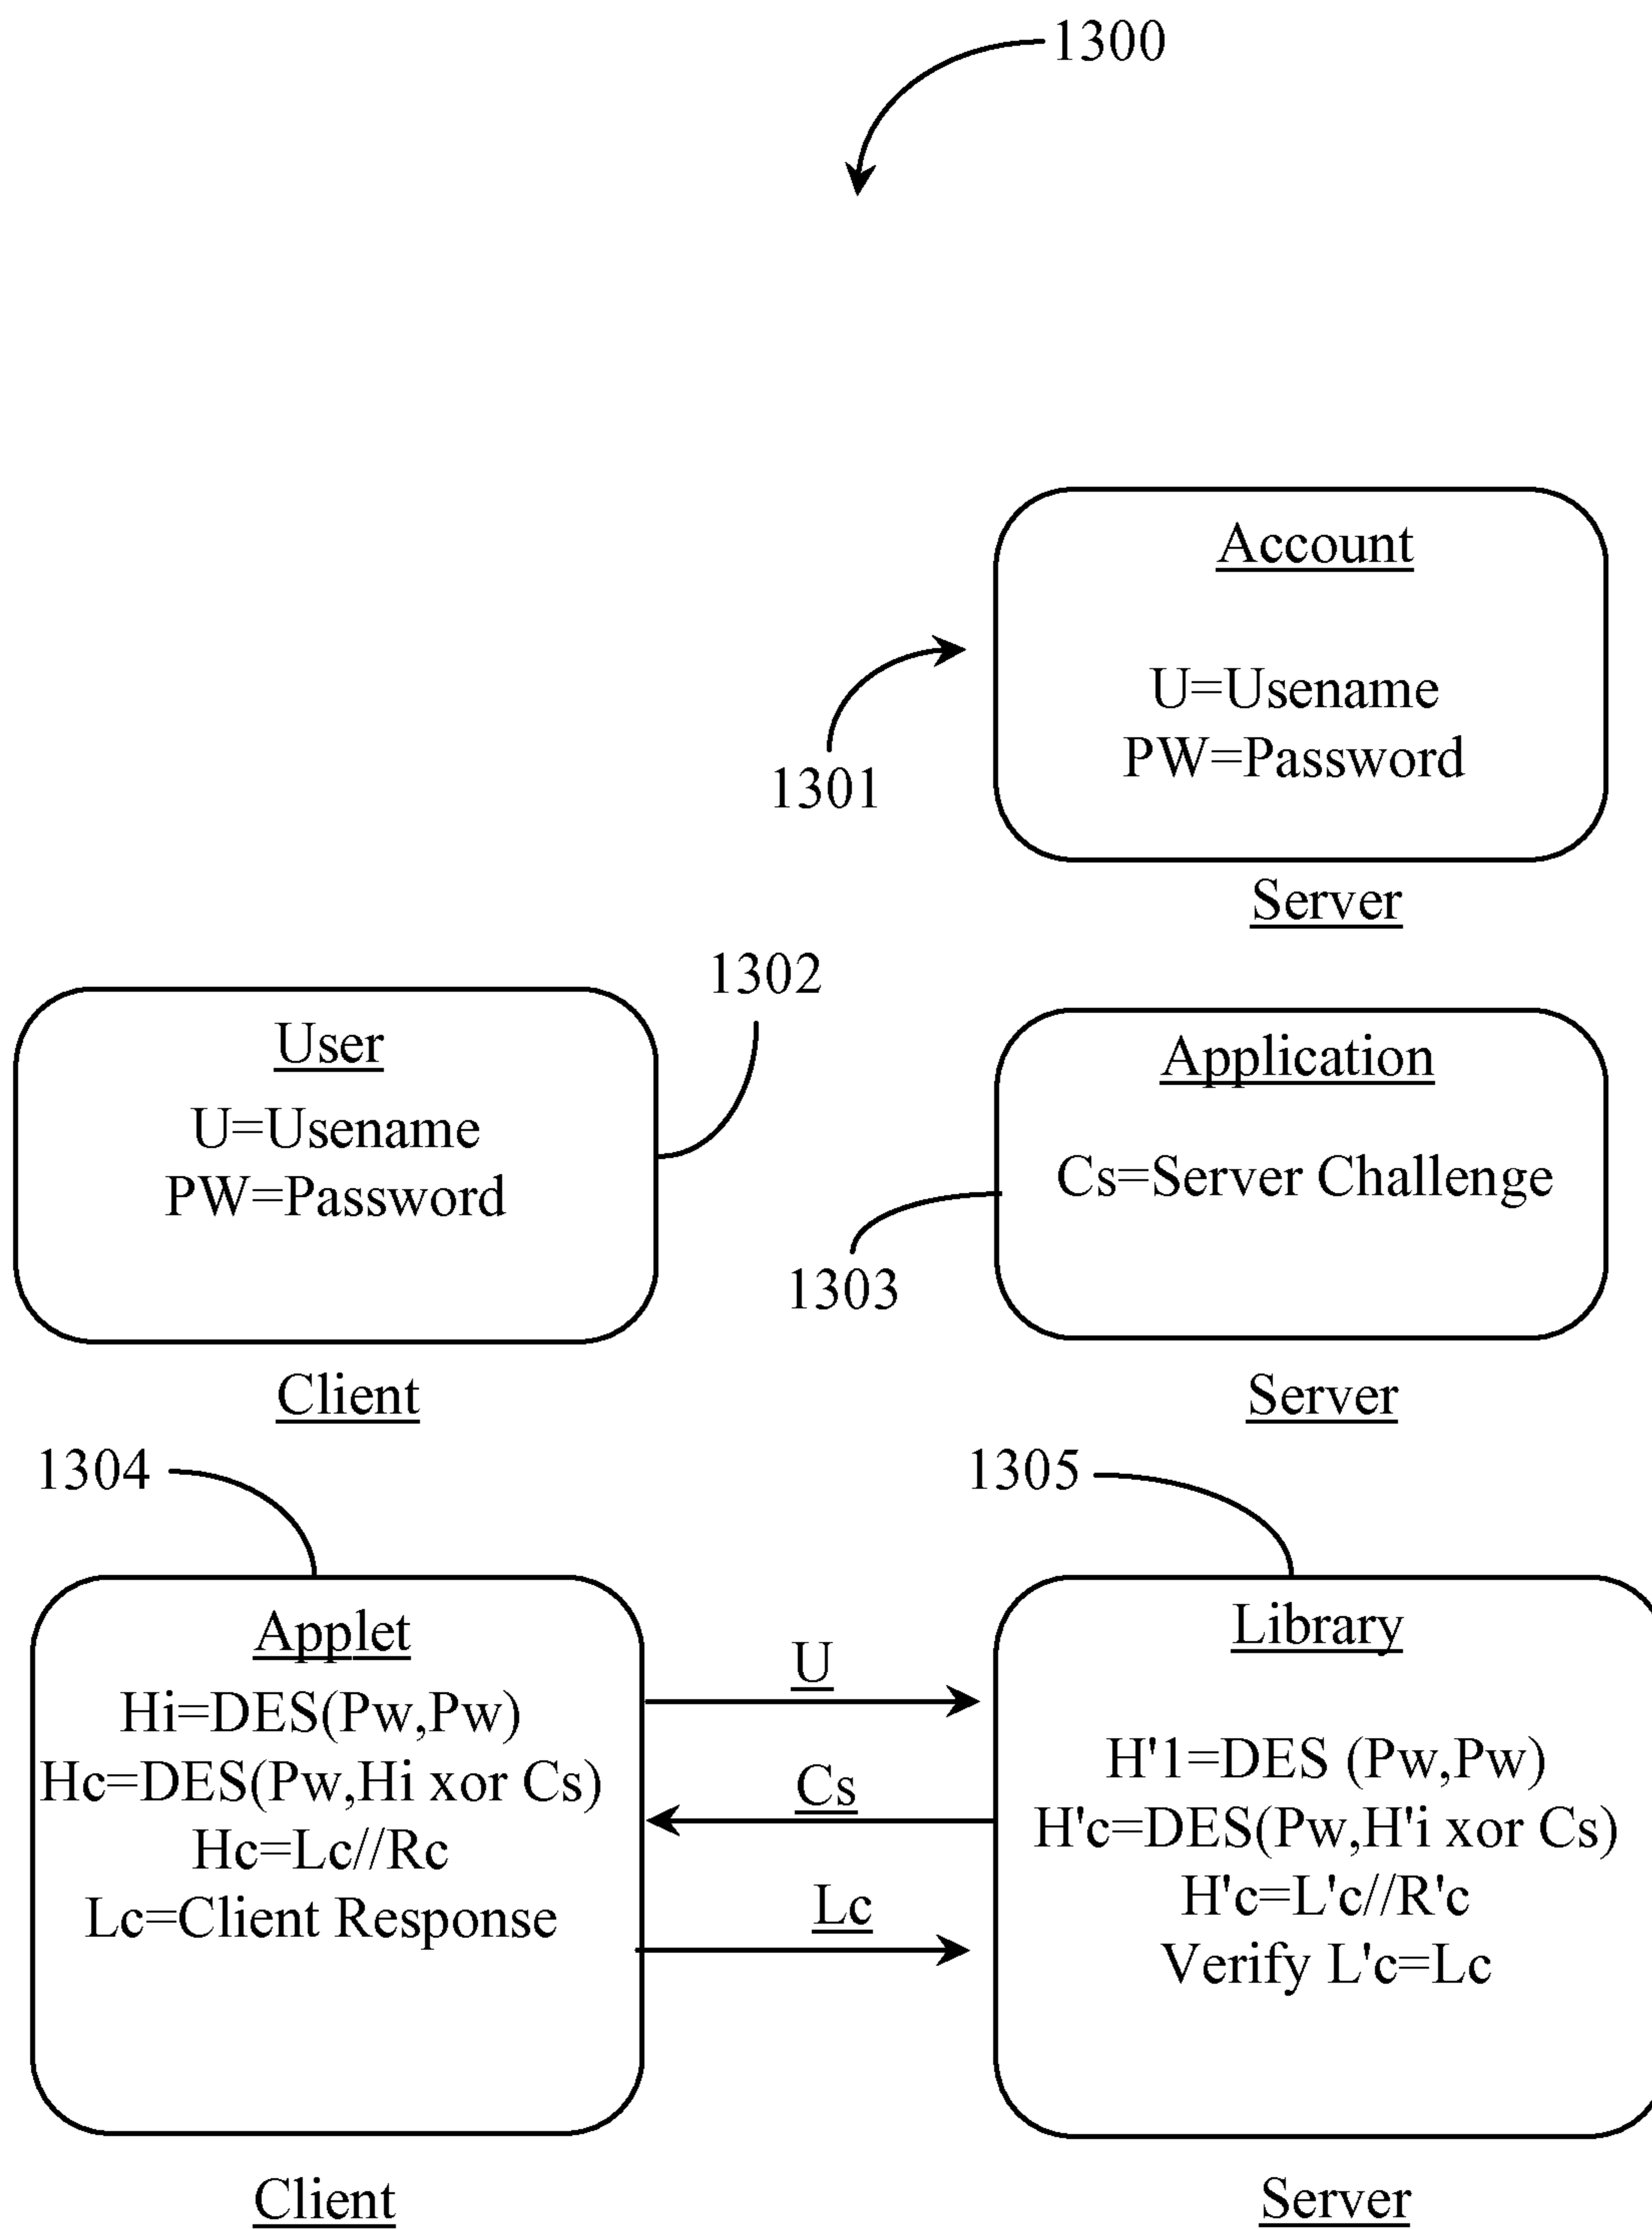 1300
Account
U=Usename
PW=Password
1301
Server
1302
User
U=Usename
PW=Password
Client
Application
Cs=Server Challenge
1303
Server
1304
Applet
Hi=DES(Pw,Pw)
Hc=DES(Pw,Hi xor Cs)
Hc=Lc//Rc
Lc=Client Response
Client
U
Cs
Lc
1305
Library
H'1=DES (Pw,Pw)
H'c=DES(Pw,H'i xor Cs)
H'c=L'c//R'c
Verify L'c=Lc
Server